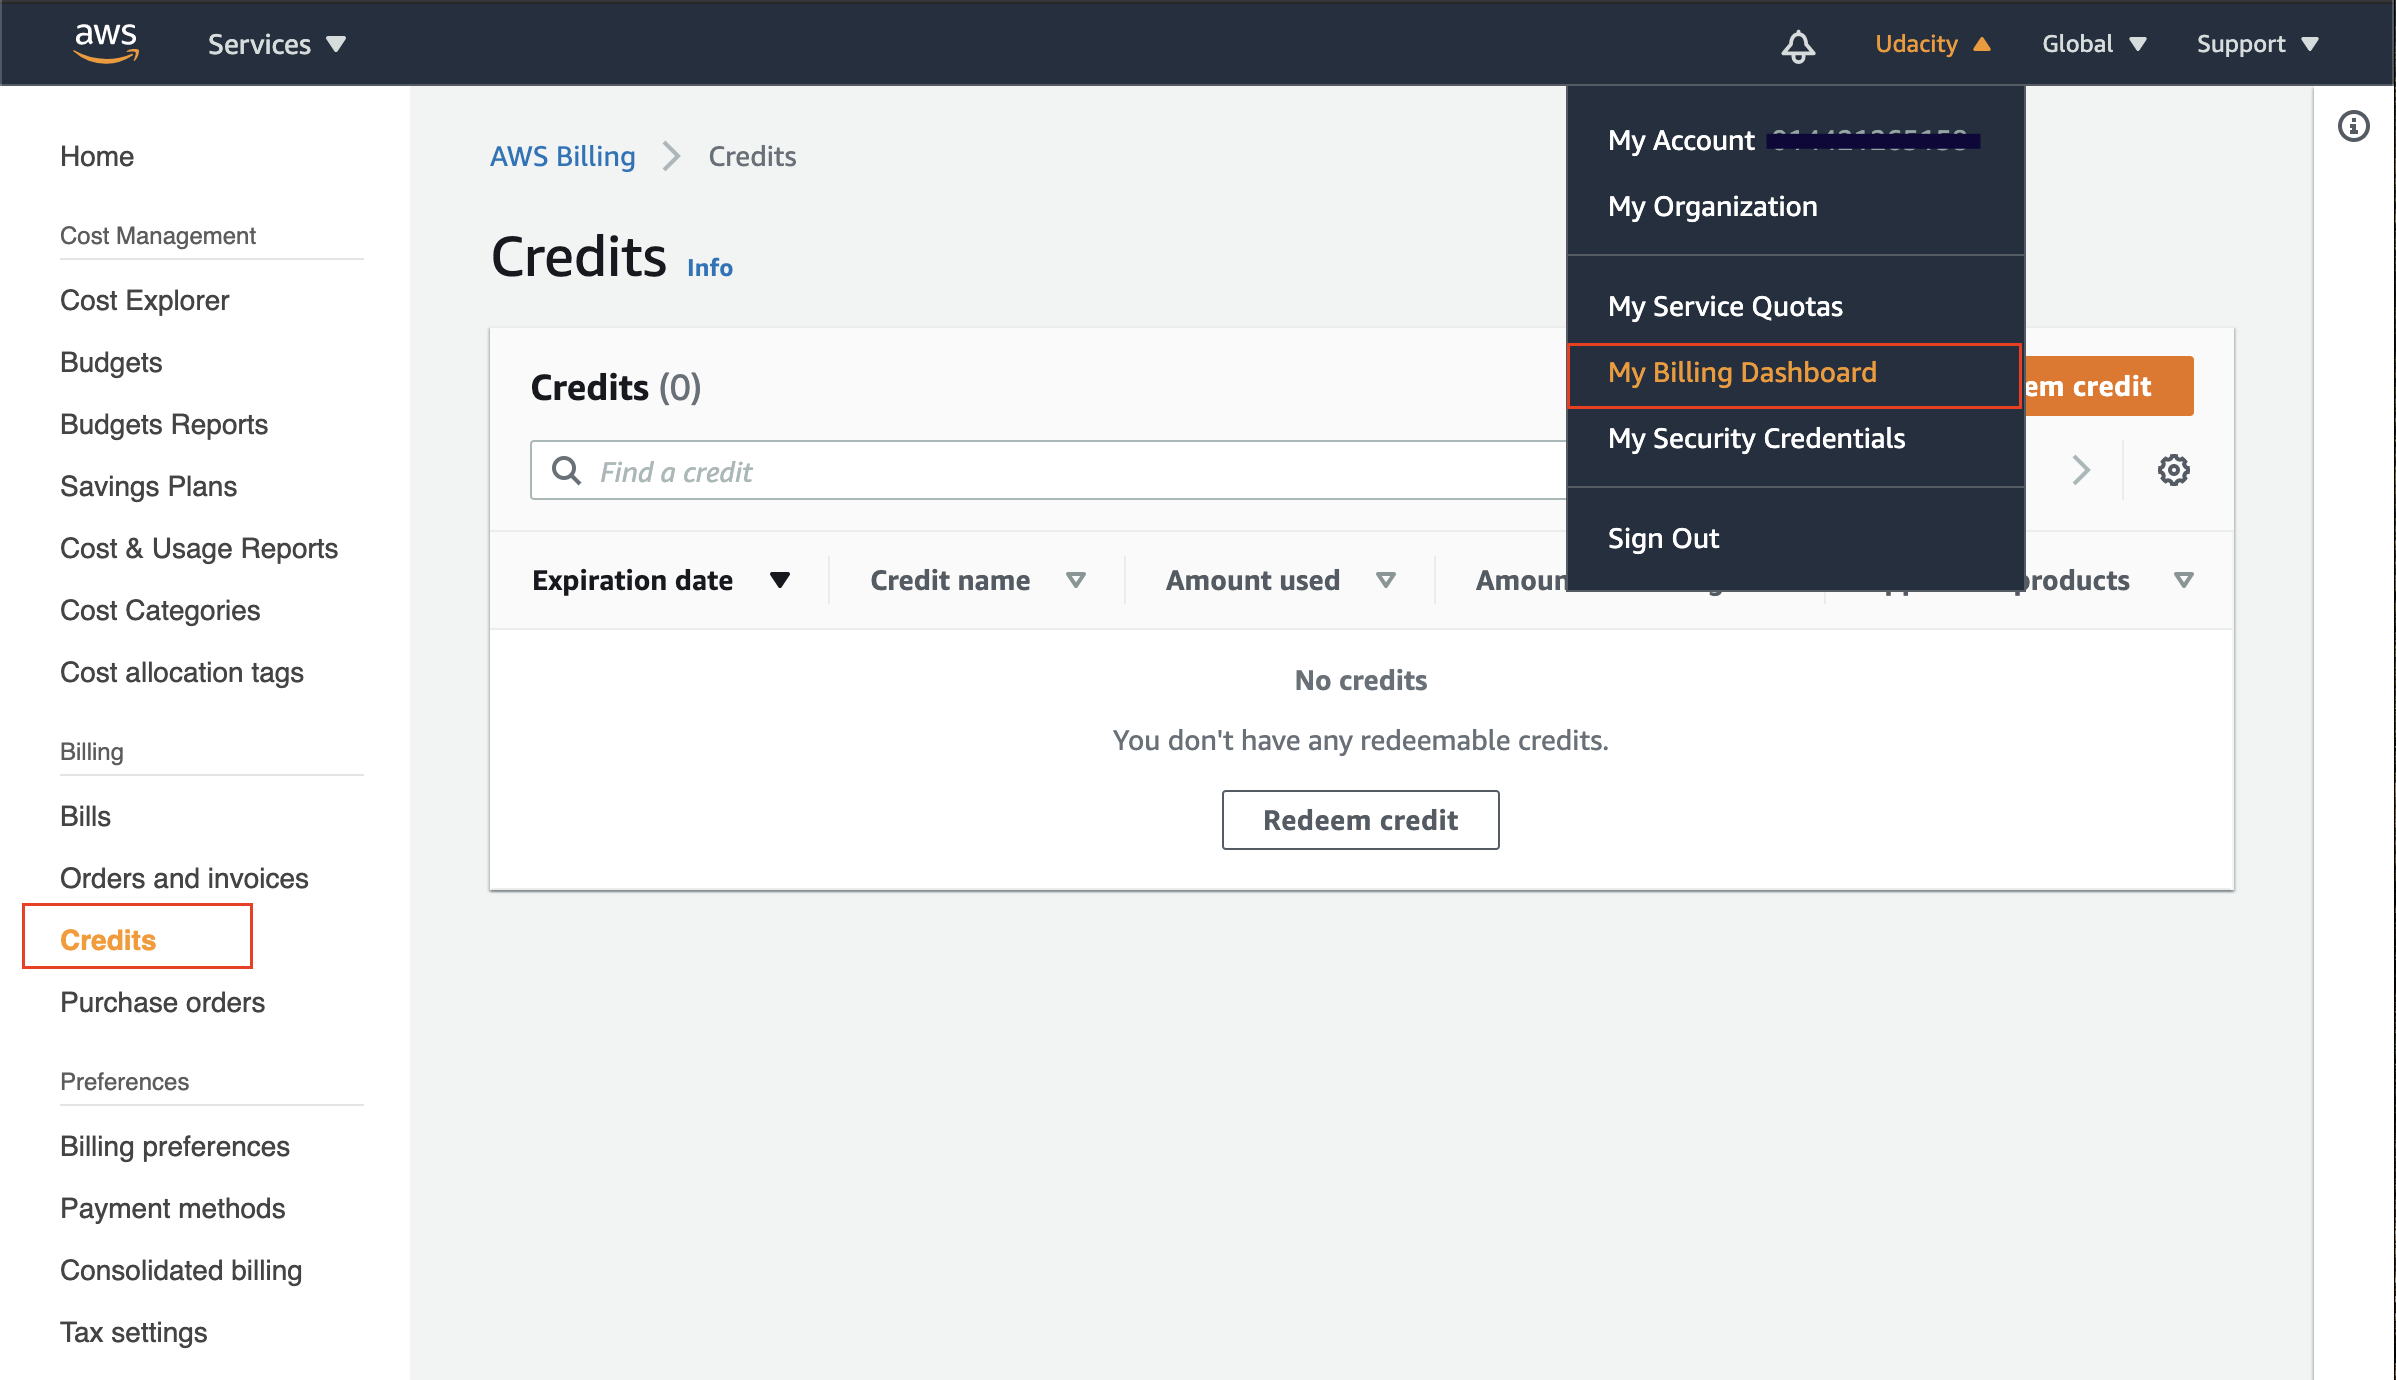 aws Services Udacity Global Support
Home
Cost Management
Cost Explorer
Budgets
Budgets Reports
Savings Plans
Cost & Usage Reports
Cost Categories
Cost allocation tags
Billing
Bills
Orders and invoices
Credits
Purchase orders
Preferences
Billing preferences
Payment methods
Consolidated billing
Tax settings
AWS Billing Credits
Credits Info
Credits (0)
em credit
Find a credit
Expiration date Credit name Amount used Amoun products
No credits
You don't have any redeemable credits.
Redeem credit
My Account
My Organization
My Service Quotas
My Billing Dashboard
My Security Credentials
Sign Out